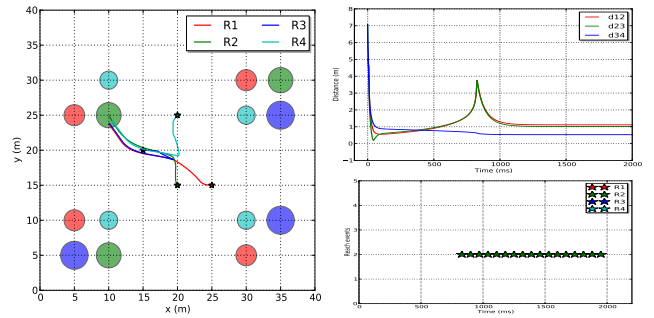 40
35
30
25
20
15
10
5
0
y (m)
R1 R3
R2 R4
0 5 10 15 20 25 30 35 40
x (m)
8
7
6
5
4
3
2
1
0
−1
Distance (m)
d12
d23
d34
0 500 1000 1500 2000
Time (ms)
5
4
3
2
1
0
Reach events
R1
R2
R3
R4
0 500 1000 1500 2000
Time (ms)